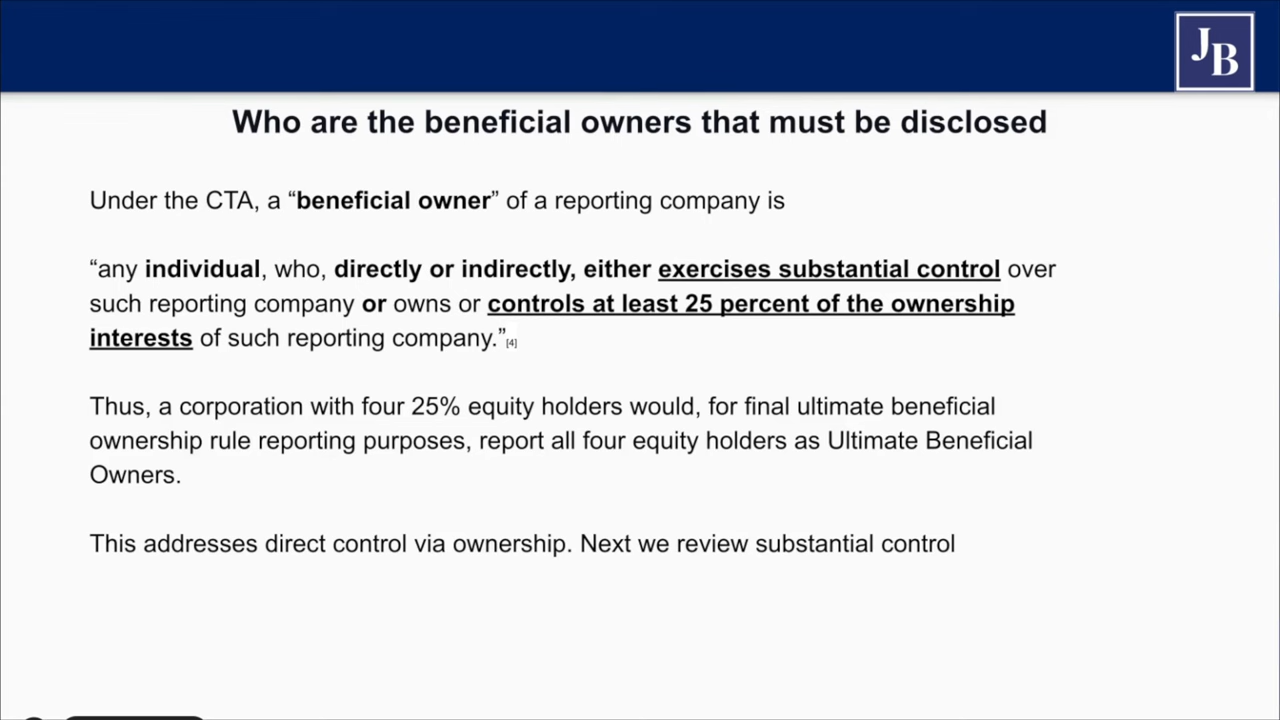 JB
Who are the beneficial owners that must be disclosed
Under the CTA, a “beneficial owner” of a reporting company is
“any individual, who, directly or indirectly, either exercises substantial control over
such reporting company or owns or controls at least 25 percent of the ownership
interests of such reporting company.”[4]
Thus, a corporation with four 25% equity holders would, for final ultimate beneficial
ownership rule reporting purposes, report all four equity holders as Ultimate Beneficial
Owners.
This addresses direct control via ownership. Next we review substantial control